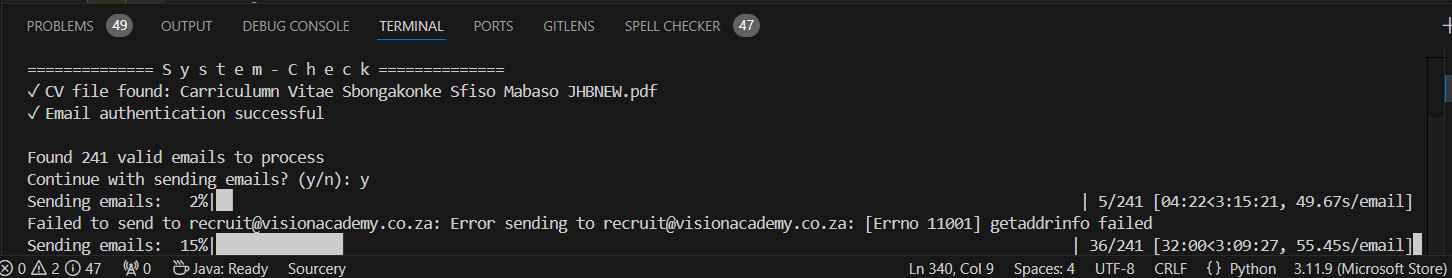 PROBLEMS 49 OUTPUT DEBUG CONSOLE TERMINAL PORTS GITLENS SPELL CHECKER 47
============== S y s t e m - C h e c k ==============
✓ CV file found: Carriculumn Vitae Sbongakonke Sfiso Mabaso JHBNEW.pdf
✓ Email authentication successful
Found 241 valid emails to process
Continue with sending emails? (y/n): y
Sending emails:   2%| | 5/241 [04:22<3:15:21, 49.67s/email]
Failed to send to recruit@visionacademy.co.za: Error sending to recruit@visionacademy.co.za: [Errno 11001] getaddrinfo failed
Sending emails:  15%| | 36/241 [32:00<3:09:27, 55.45s/email]
0 2 47 0 Java: Ready Sourcery Ln 340, Col 9 Spaces: 4 UTF-8 CRLF {} Python 3.11.9 (Microsoft Store)